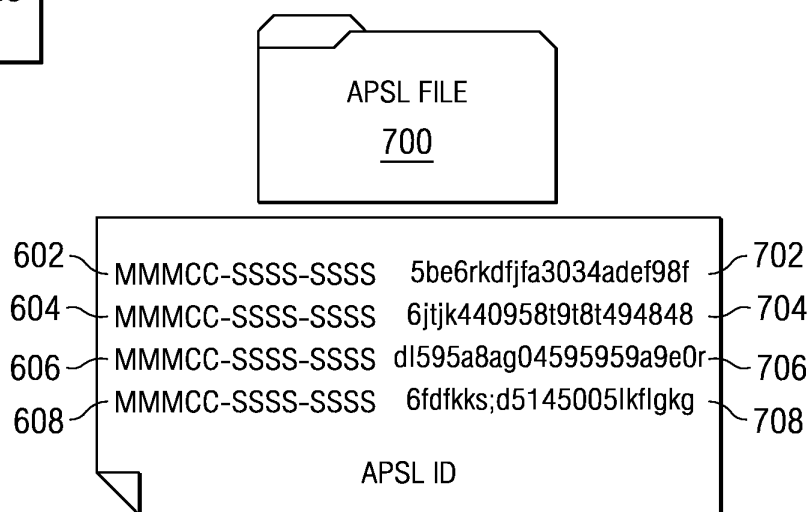 APSL FILE
700
602 MMMCC-SSSS-SSSS 5be6rkdfjfa3034adef98f 702
604 MMMCC-SSSS-SSSS 6jtjk440958t9t8t494848 704
606 MMMCC-SSSS-SSSS dl595a8ag04595959a9e0r 706
608 MMMCC-SSSS-SSSS 6fdfkks;d5145005lkflgkg 708
APSL ID